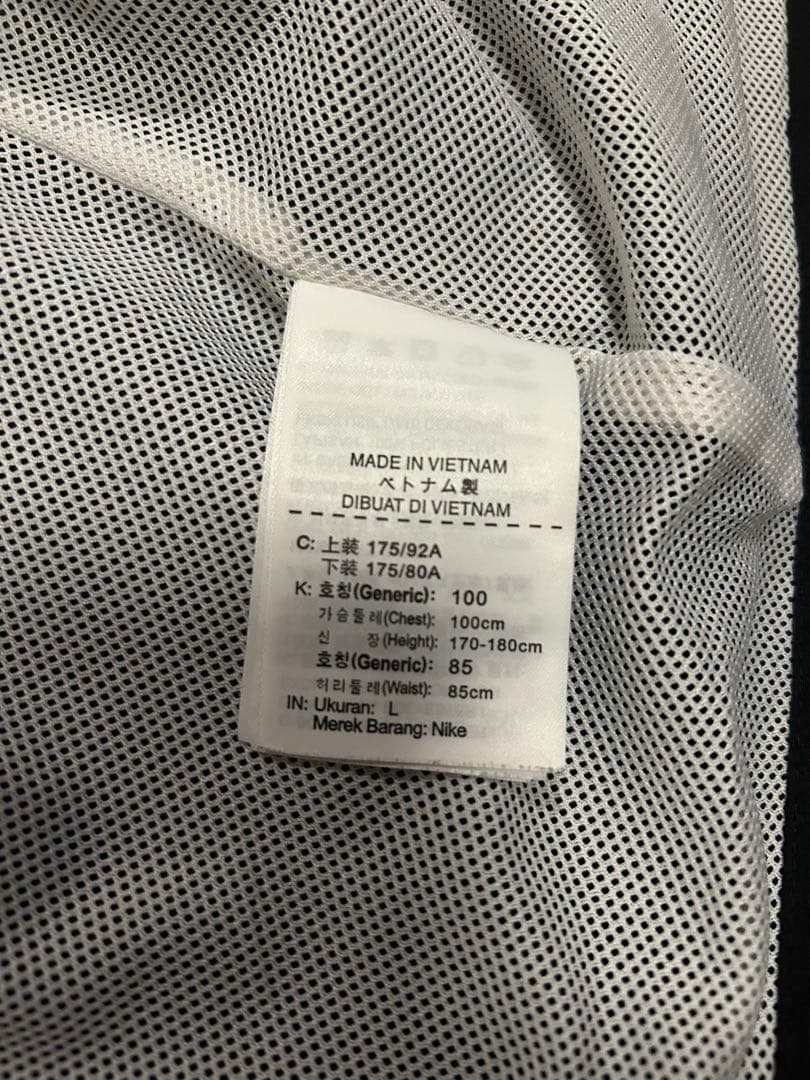 MADE IN VIETNAM
ベトナム製
DIBUAT DI VIETNAM
C: 上装 175/92A
下装 175/80A
K: 호칭(Generic): 100
가슴둘레(Chest): 100cm
신 장(Height): 170-180cm
호칭(Generic): 85
허리둘레(Waist): 85cm
IN: Ukuran: L
Merek Barang: Nike